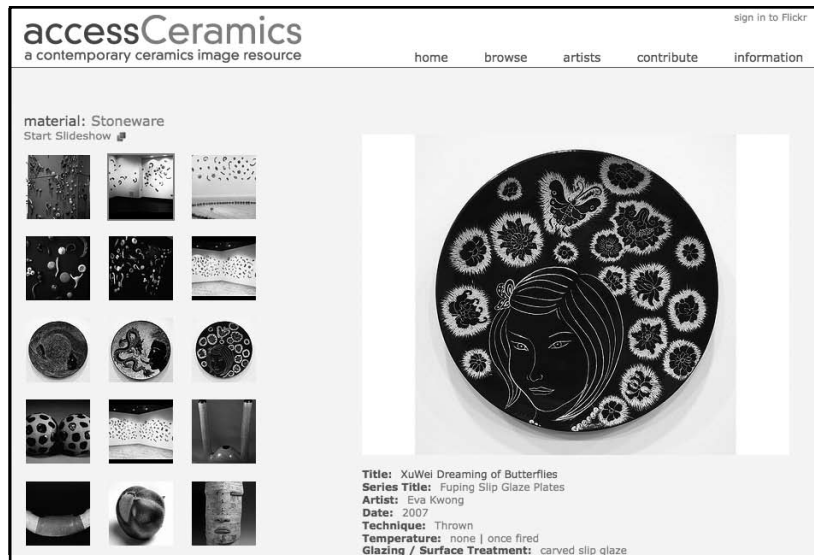 accessCeramics
a contemporary ceramics image resource
sign in to Flickr
home browse artists contribute information
material: Stoneware
Start Slideshow
Title: XuWei Dreaming of Butterflies
Series Title: Fuping Slip Glaze Plates
Artist: Eva Kwong
Date: 2007
Technique: Thrown
Temperature: none | once fired
Glazing / Surface Treatment: carved slip glaze